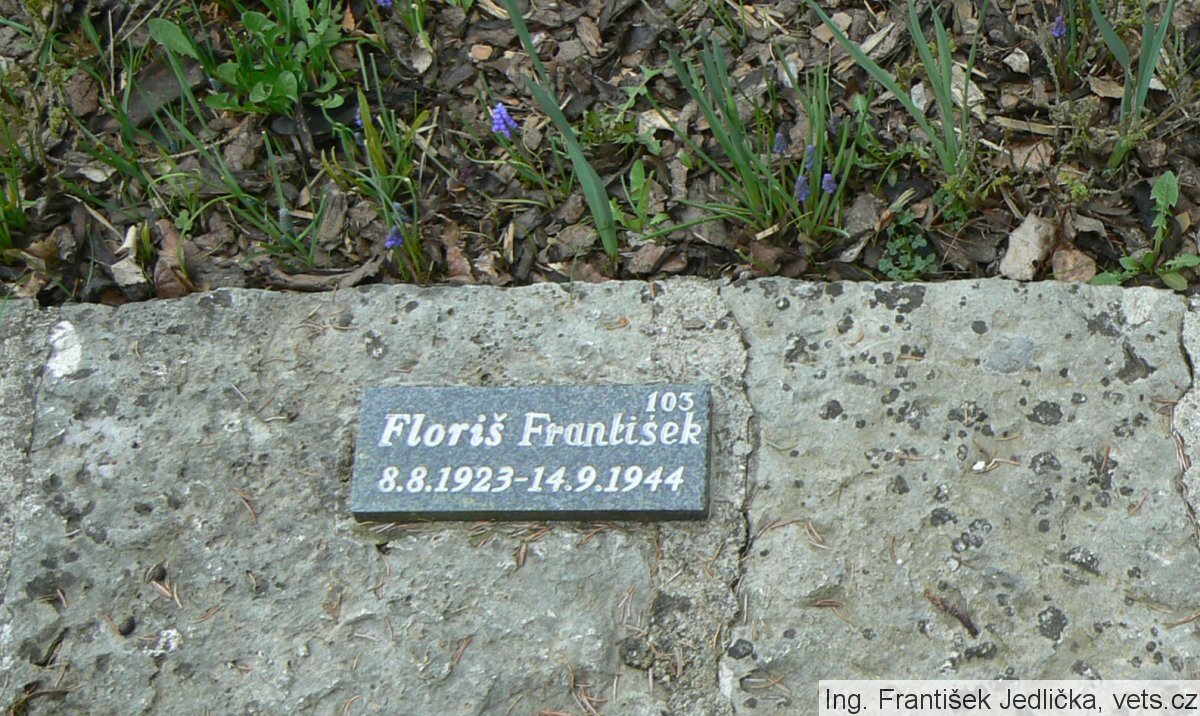 103
Floriš František
8.8.1923-14.9.1944
Ing. František Jedlička, vets.cz